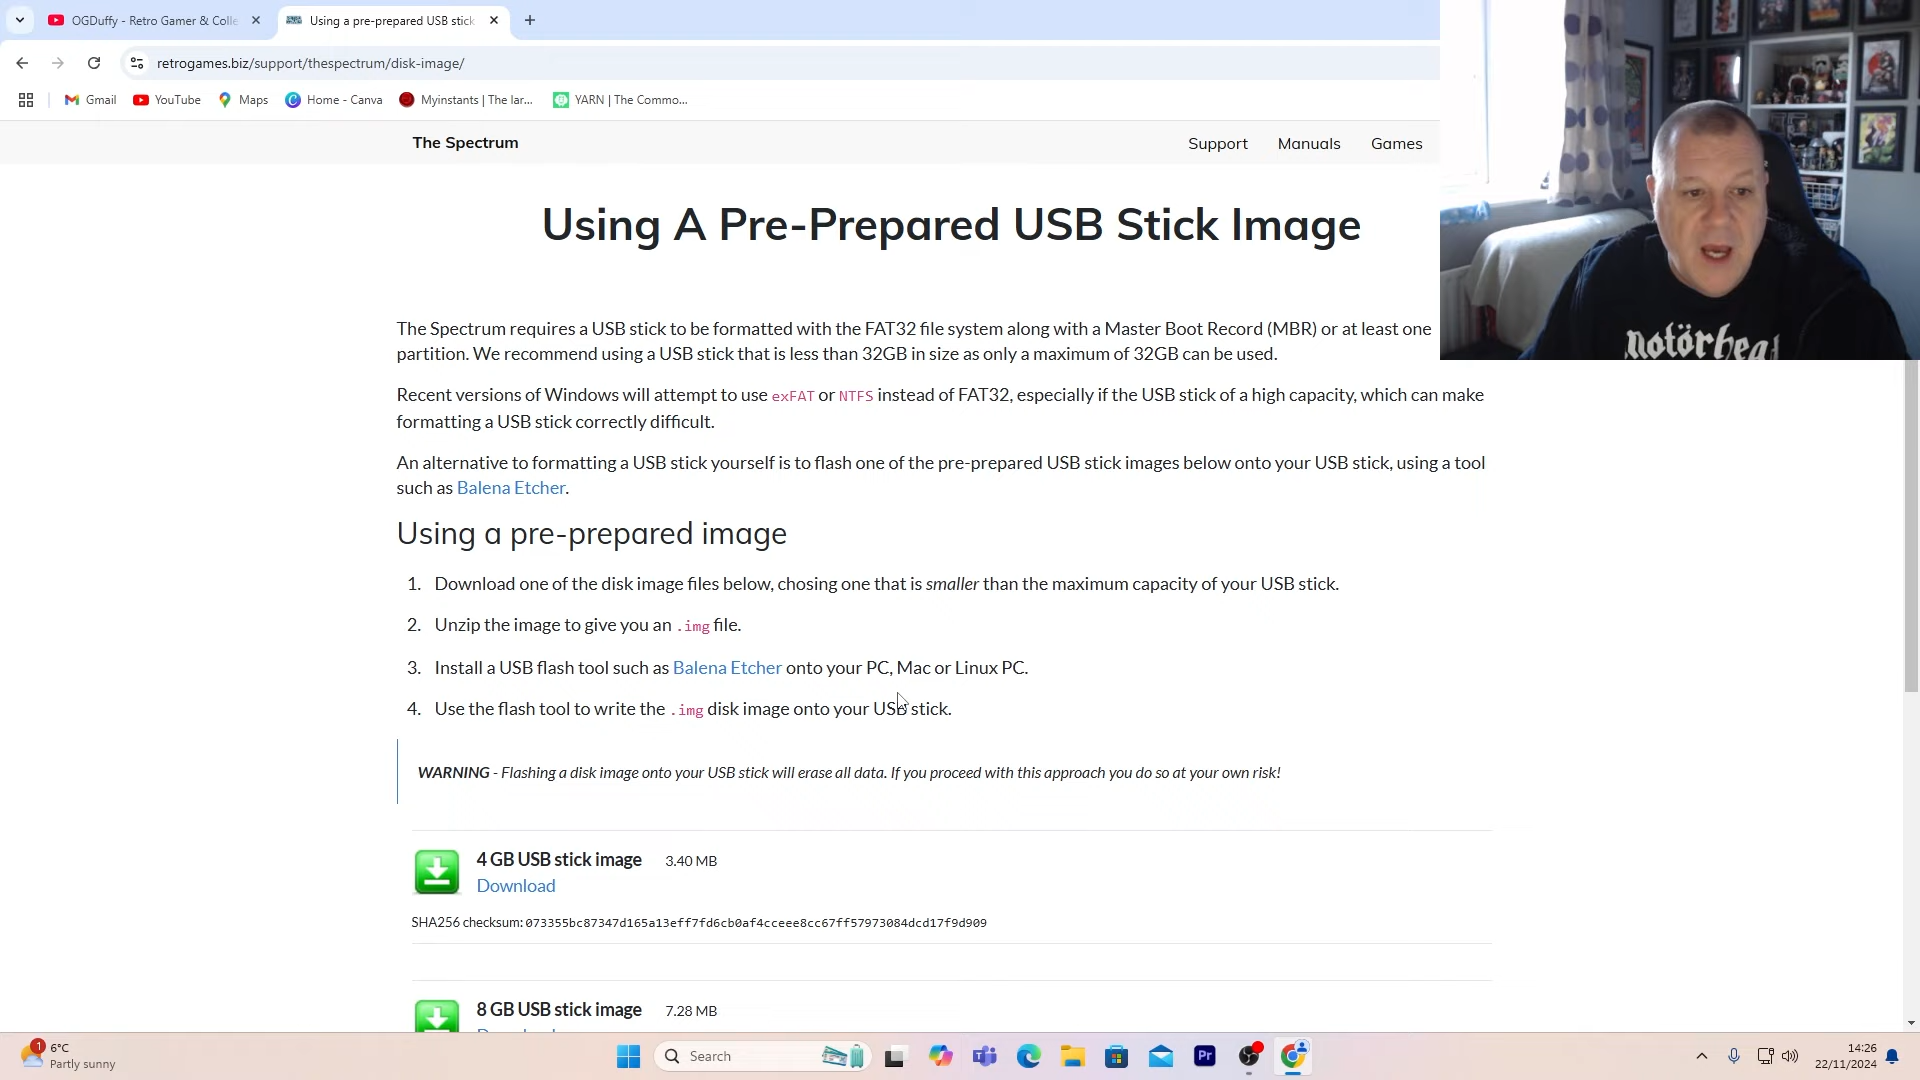 OGDuffy - Retro Gamer & Colle
Using a pre-prepared USB stick
retrogames.biz/support/thespectrum/disk-image/
Gmail
YouTube
Maps
Home - Canva
Myinstants | The lar...
YARN | The Commo...
The Spectrum
Support
Manuals
Games
Using A Pre-Prepared USB Stick Image
The Spectrum requires a USB stick to be formatted with the FAT32 file system along with a Master Boot Record (MBR) or at least one
partition. We recommend using a USB stick that is less than 32GB in size as only a maximum of 32GB can be used.
Recent versions of Windows will attempt to use exFAT or NTFS instead of FAT32, especially if the USB stick of a high capacity, which can make
formatting a USB stick correctly difficult.
An alternative to formatting a USB stick yourself is to flash one of the pre-prepared USB stick images below onto your USB stick, using a tool
such as Balena Etcher.
Using a pre-prepared image
1. Download one of the disk image files below, chosing one that is smaller than the maximum capacity of your USB stick.
2. Unzip the image to give you an .img file.
3. Install a USB flash tool such as Balena Etcher onto your PC, Mac or Linux PC.
4. Use the flash tool to write the .img disk image onto your USB stick.
WARNING - Flashing a disk image onto your USB stick will erase all data. If you proceed with this approach you do so at your own risk!
4 GB USB stick image 3.40 MB
Download
SHA256 checksum: 073355bc87347d165a13eff7fd6cb0af4cceee8cc67ff57973084dcd17f9d909
8 GB USB stick image 7.28 MB
motörhead
1
6°C
Partly sunny
Search
Pr
14:26
22/11/2024